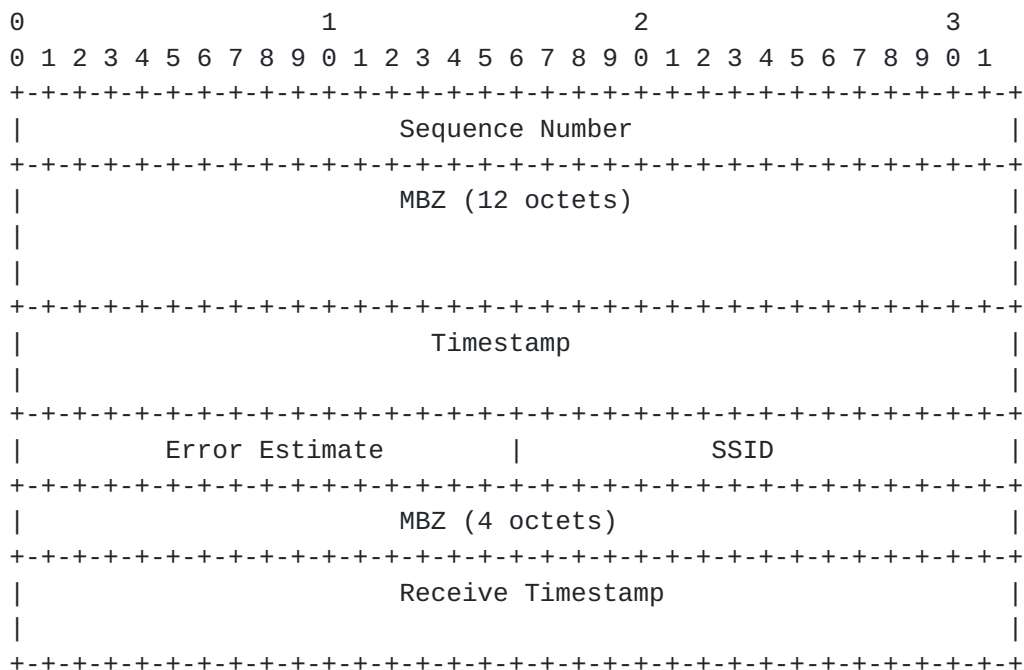 0                   1                   2                   3
0 1 2 3 4 5 6 7 8 9 0 1 2 3 4 5 6 7 8 9 0 1 2 3 4 5 6 7 8 9 0 1
+-+-+-+-+-+-+-+-+-+-+-+-+-+-+-+-+-+-+-+-+-+-+-+-+-+-+-+-+-+-+-+-+
|                        Sequence Number                        |
+-+-+-+-+-+-+-+-+-+-+-+-+-+-+-+-+-+-+-+-+-+-+-+-+-+-+-+-+-+-+-+-+
|                        MBZ (12 octets)                        |
|                                                               |
|                                                               |
+-+-+-+-+-+-+-+-+-+-+-+-+-+-+-+-+-+-+-+-+-+-+-+-+-+-+-+-+-+-+-+-+
|                          Timestamp                            |
|                                                               |
+-+-+-+-+-+-+-+-+-+-+-+-+-+-+-+-+-+-+-+-+-+-+-+-+-+-+-+-+-+-+-+-+
|         Error Estimate        |            SSID               |
+-+-+-+-+-+-+-+-+-+-+-+-+-+-+-+-+-+-+-+-+-+-+-+-+-+-+-+-+-+-+-+-+
|                        MBZ (4 octets)                         |
+-+-+-+-+-+-+-+-+-+-+-+-+-+-+-+-+-+-+-+-+-+-+-+-+-+-+-+-+-+-+-+-+
|                        Receive Timestamp                      |
|                                                               |
+-+-+-+-+-+-+-+-+-+-+-+-+-+-+-+-+-+-+-+-+-+-+-+-+-+-+-+-+-+-+-+-+